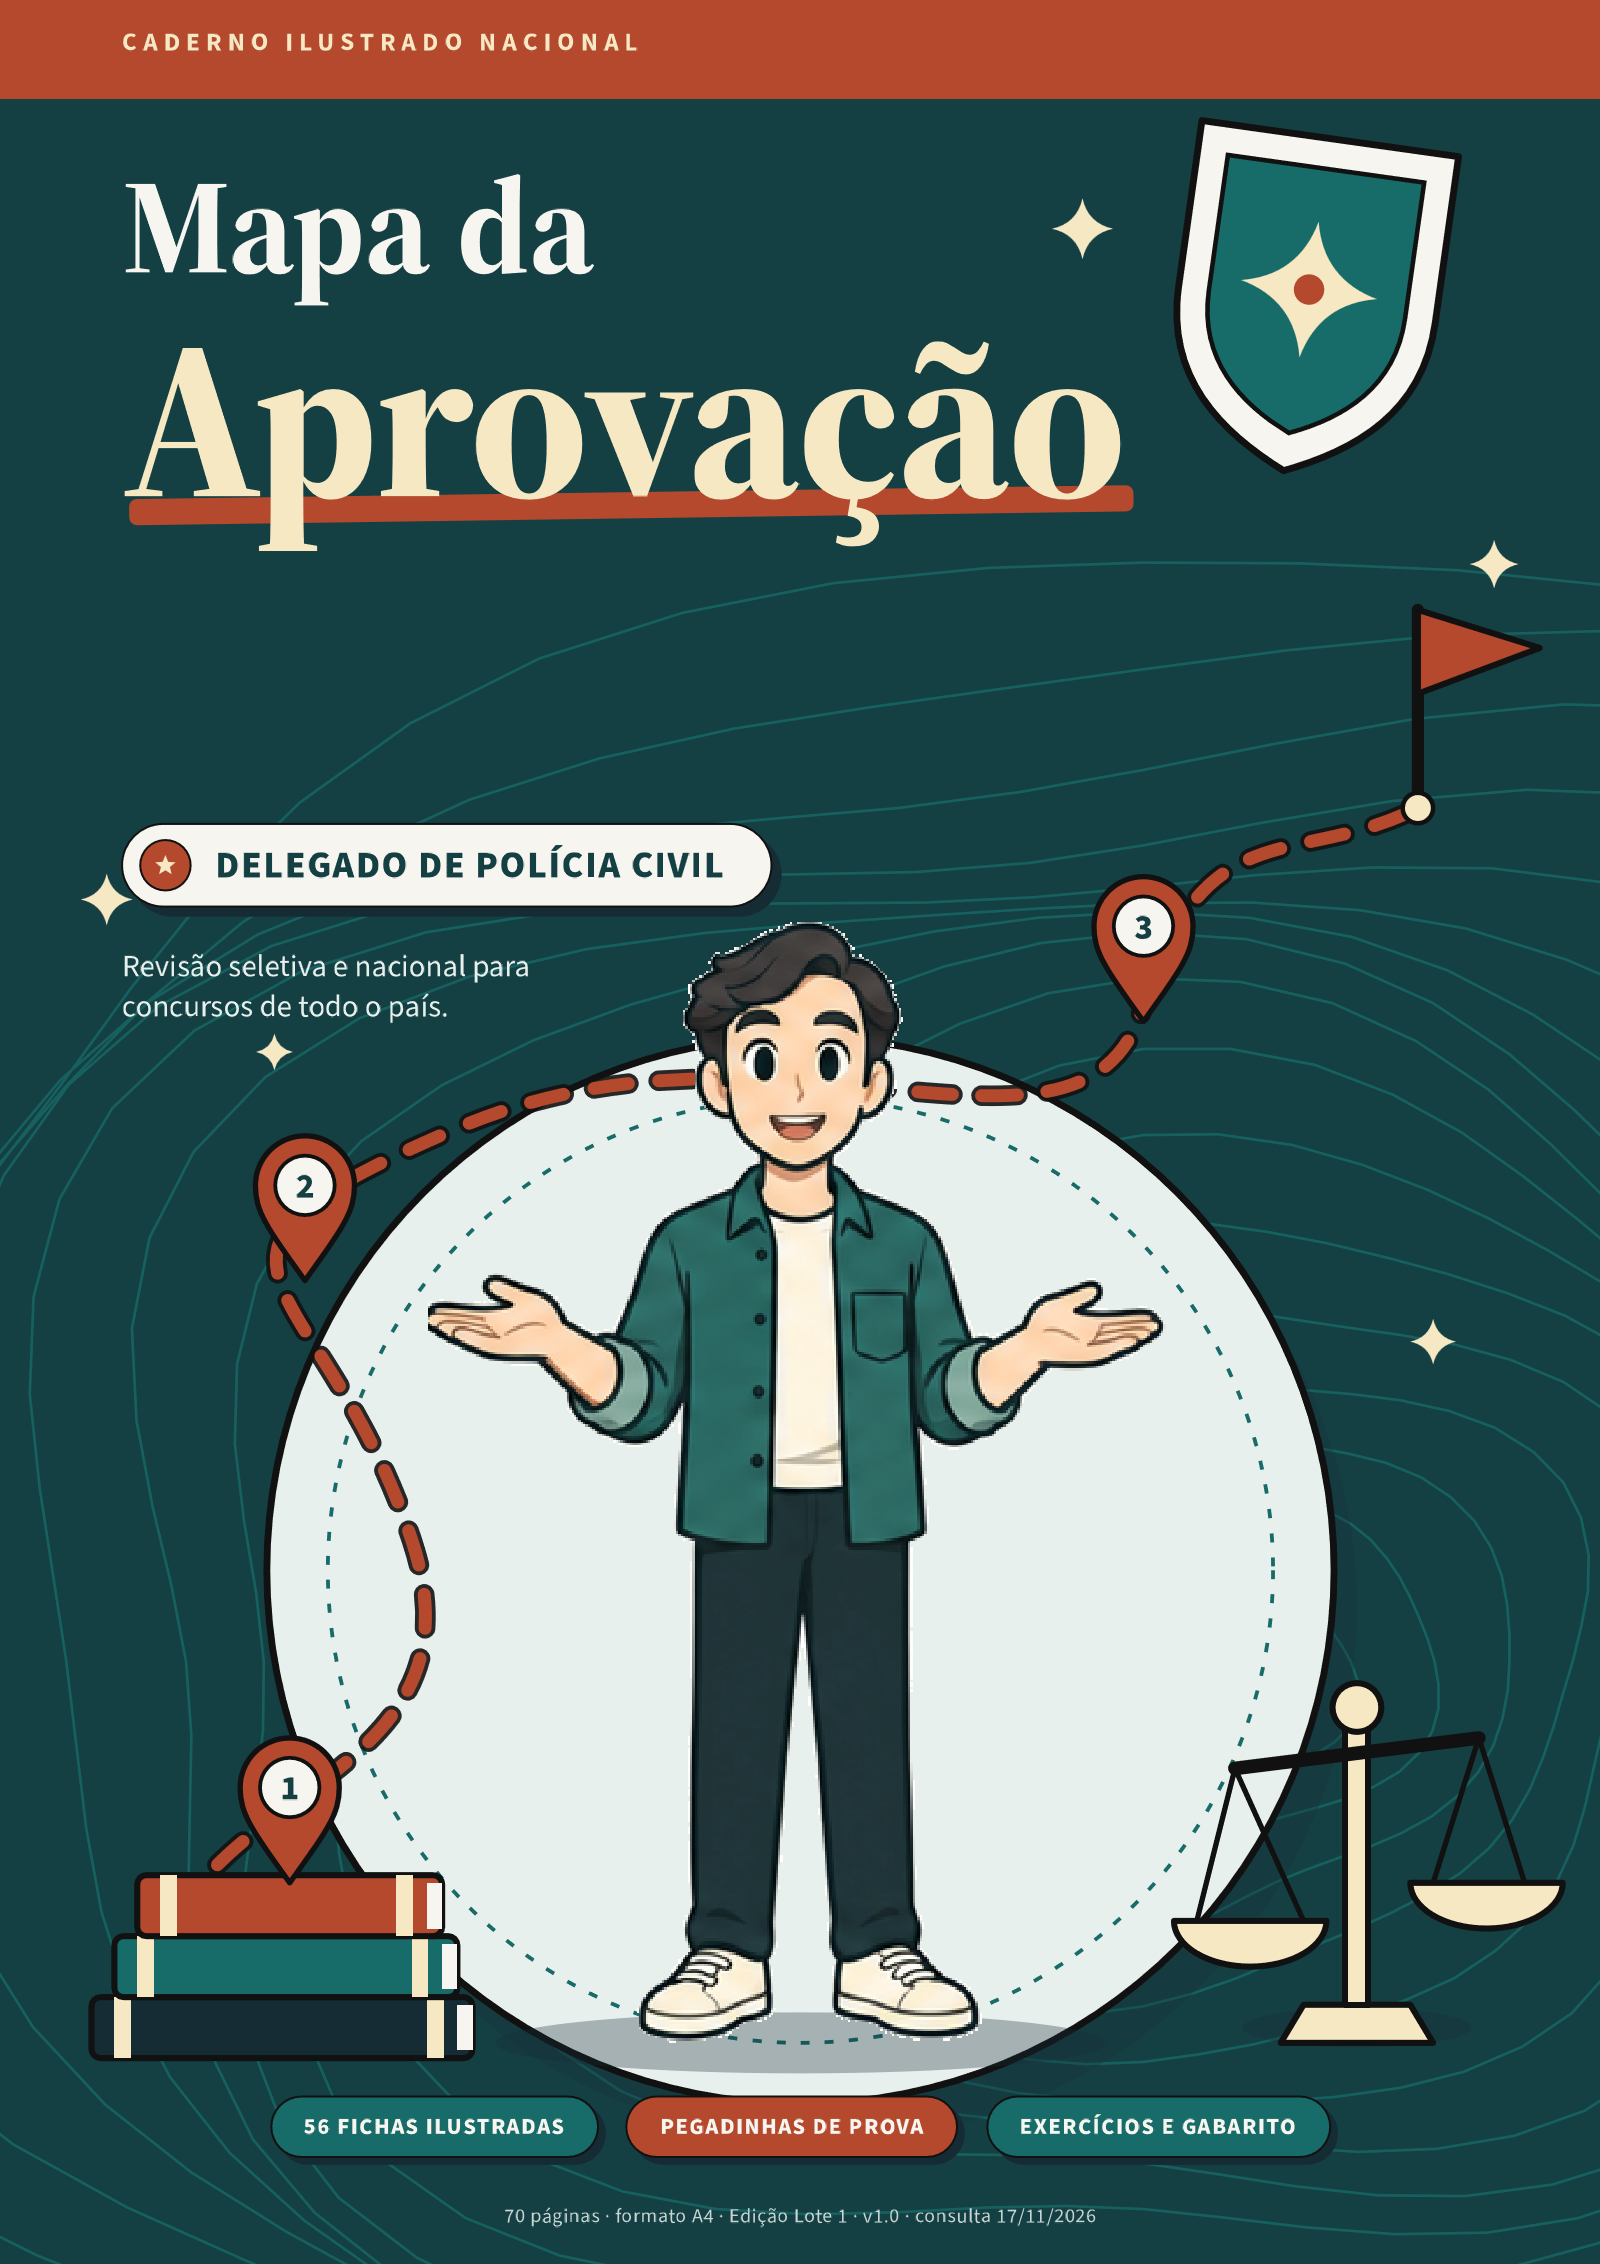 CADERNO ILUSTRADO NACIONAL
Mapa da
Aprovação
DELEGADO DE POLÍCIA CIVIL
Revisão seletiva e nacional para
concursos de todo o país.
3
2
1
56 FICHAS ILUSTRADAS
PEGADINHAS DE PROVA
EXERCÍCIOS E GABARITO
70 páginas · formato A4 · Edição Lote 1 · v1.0 · consulta 17/11/2026